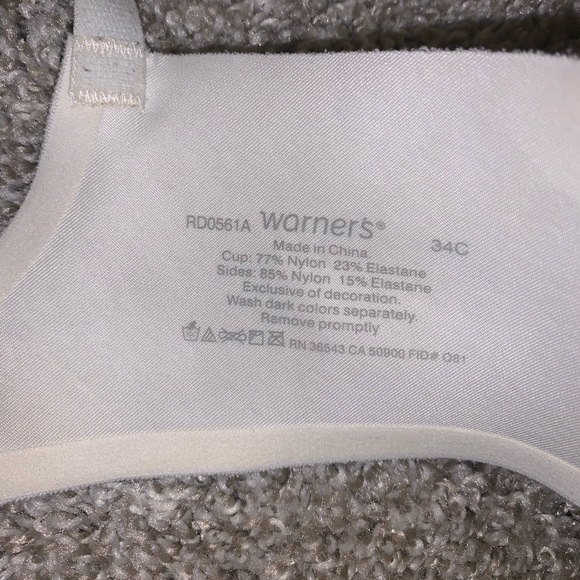 RD0561A warner's® 34C
Made in China.
Cup: 77% Nylon 23% Elastane
Sides: 85% Nylon 15% Elastane
Exclusive of decoration.
Wash dark colors separately.
Remove promptly
RN 36543 CA 50900 FID# O81